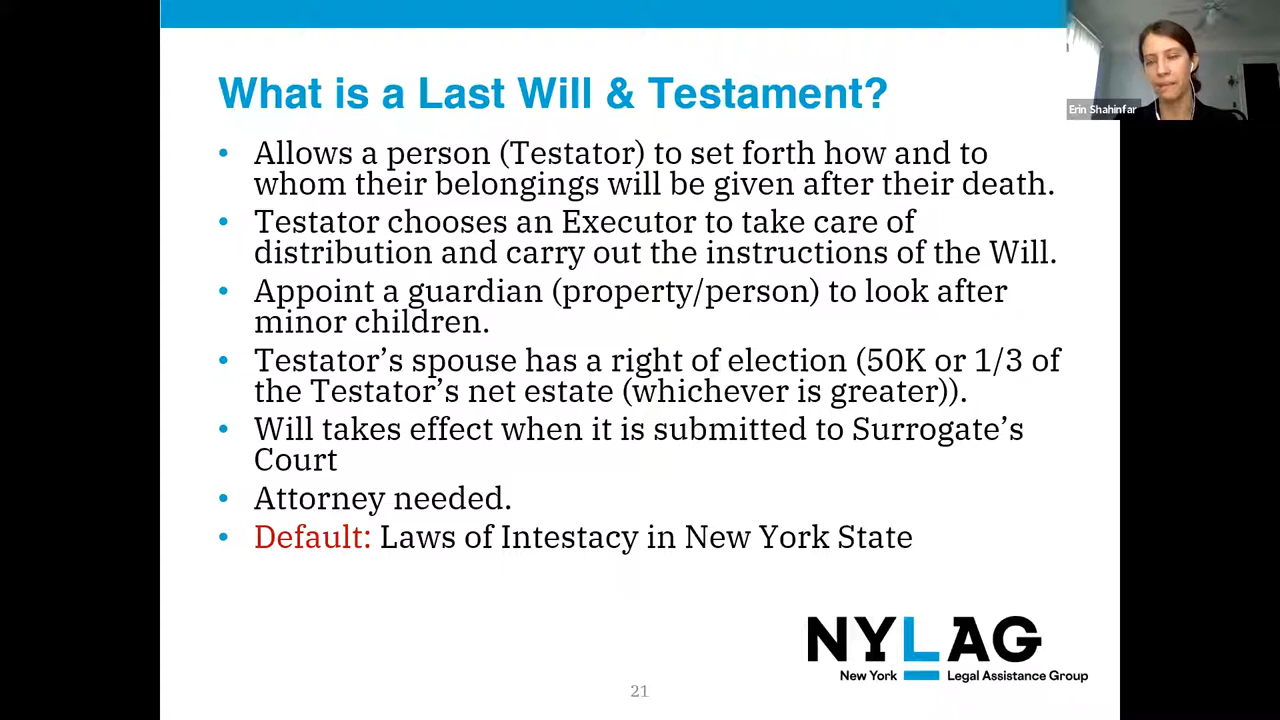 What is a Last Will & Testament?
Erin Shahinfar
• Allows a person (Testator) to set forth how and to
whom their belongings will be given after their death.
• Testator chooses an Executor to take care of
distribution and carry out the instructions of the Will.
• Appoint a guardian (property/person) to look after
minor children.
• Testator’s spouse has a right of election (50K or 1/3 of
the Testator’s net estate (whichever is greater)).
• Will takes effect when it is submitted to Surrogate’s
Court
• Attorney needed.
• Default: Laws of Intestacy in New York State
NYLAG
New York Legal Assistance Group
21